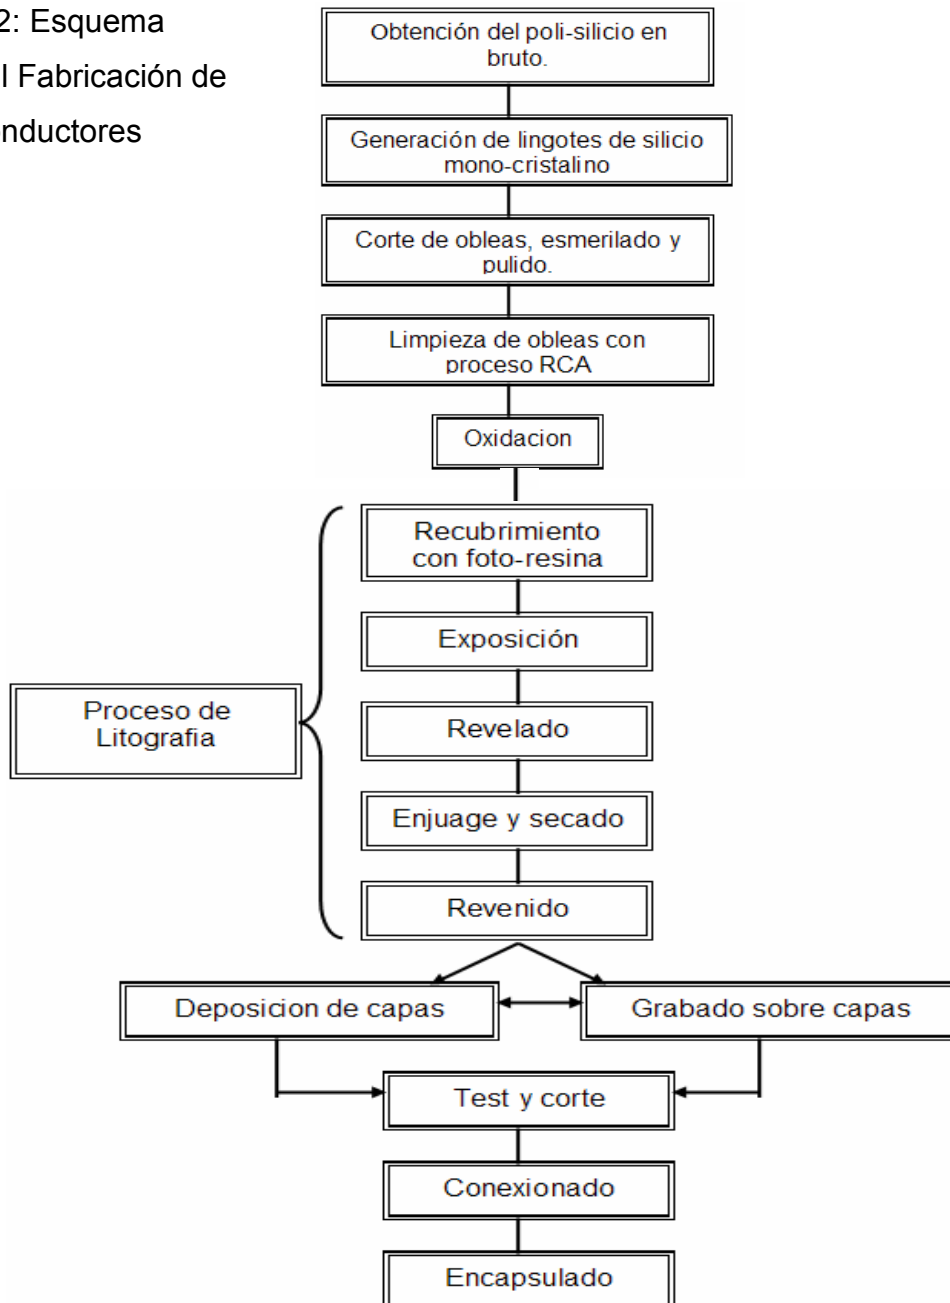 2: Esquema
l Fabricación de
onductores
Obtención del poli-silicio en
bruto.
Generación de lingotes de silicio
mono-cristalino
Corte de obleas, esmerilado y
pulido.
Limpieza de obleas con
proceso RCA
Oxidacion
Recubrimiento
con foto-resina
Exposición
Proceso de
Litografia
Revelado
Enjuage y secado
Revenido
Deposicion de capas
Grabado sobre capas
Test y corte
Conexionado
Encapsulado